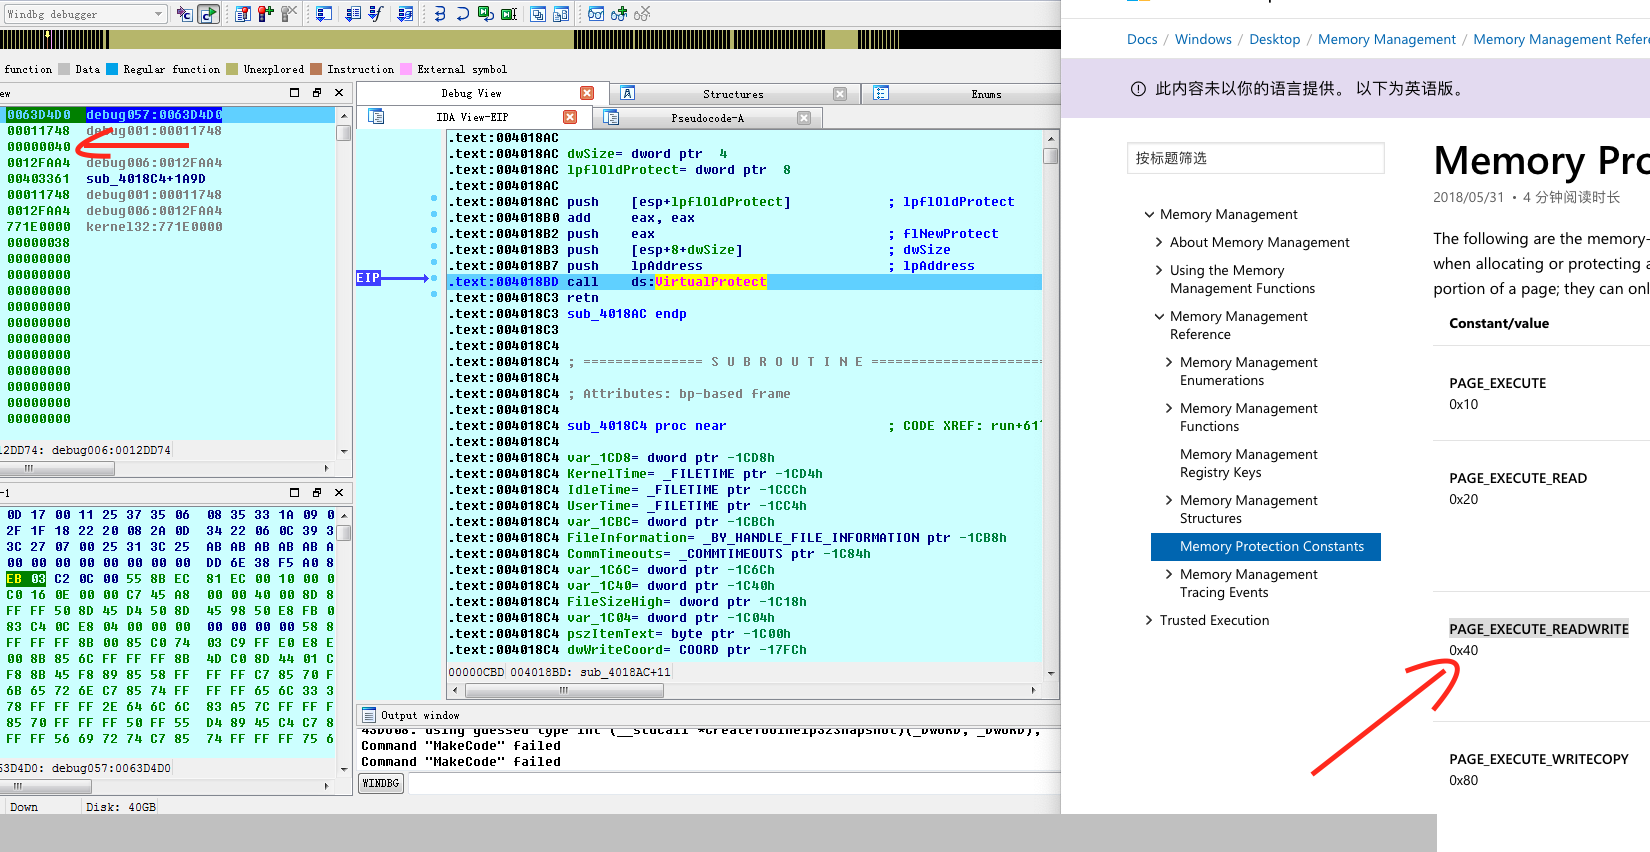 Windbg debugger
function Data Regular function Unexplored Instruction External symbol
ew
0063D4D0 debug057:0063D4D0
00011748 debug001:00011748
00000040
0012FAA4 debug006:0012FAA4
00403361 sub_4018C4+1A9D
00011748 debug001:00011748
0012FAA4 debug006:0012FAA4
771E0000 kernel32:771E0000
00000038
00000000
00000000
00000000
00000000
00000000
00000000
00000000
00000000
00000000
00000000
00000000
12DD74: debug006:0012DD74
-1
0D 17 00 11 25 37 35 06 08 35 33 1A 09 0
2F 1F 18 22 20 08 2A 0D 34 22 06 0C 39 3
3C 27 07 00 25 31 3C 25 AB AB AB AB AB A
00 00 00 00 00 00 00 00 DD 6E 38 F5 A0 8
EB 03 C2 0C 00 55 8B EC 81 EC 00 10 00 0
C0 16 0E 00 00 C7 45 A8 00 00 40 00 8D 8
FF FF 50 8D 45 D4 50 8D 45 98 50 E8 FB 0
83 C4 0C E8 04 00 00 00 00 00 00 00 58 8
FF FF FF 8B 00 85 C0 74 03 C9 FF E0 E8 E
00 8B 85 6C FF FF FF 8B 4D C0 8D 44 01 C
F8 8B 45 F8 89 85 58 FF FF FF C7 85 70 F
6B 65 72 6E C7 85 74 FF FF FF 65 6C 33 3
78 FF FF FF 2E 64 6C 6C 83 A5 7C FF FF F
85 70 FF FF FF 50 FF 55 D4 89 45 C4 C7 8
FF FF 56 69 72 74 C7 85 74 FF FF FF 75 6
63D4D0: debug057:0063D4D0
Down Disk: 40GB
Debug View Structures Enums
IDA View-EIP Pseudocode-A
.text:004018AC
.text:004018AC dwSize= dword ptr 4
.text:004018AC lpflOldProtect= dword ptr 8
.text:004018AC
.text:004018AC push [esp+lpflOldProtect] ; lpflOldProtect
.text:004018B0 add eax, eax
.text:004018B2 push eax ; flNewProtect
.text:004018B3 push [esp+8+dwSize] ; dwSize
.text:004018B7 push lpAddress ; lpAddress
EIP .text:004018BD call ds:VirtualProtect
.text:004018C3 retn
.text:004018C3 sub_4018AC endp
.text:004018C3
.text:004018C4
.text:004018C4 ; =============== S U B R O U T I N E =======================
.text:004018C4
.text:004018C4 ; Attributes: bp-based frame
.text:004018C4
.text:004018C4 sub_4018C4 proc near ; CODE XREF: run+61
.text:004018C4
.text:004018C4 var_1CD8= dword ptr -1CD8h
.text:004018C4 KernelTime= _FILETIME ptr -1CD4h
.text:004018C4 IdleTime= _FILETIME ptr -1CCCh
.text:004018C4 UserTime= _FILETIME ptr -1CC4h
.text:004018C4 var_1CBC= dword ptr -1CBCh
.text:004018C4 FileInformation= _BY_HANDLE_FILE_INFORMATION ptr -1CB8h
.text:004018C4 CommTimeouts= _COMMTIMEOUTS ptr -1C84h
.text:004018C4 var_1C6C= dword ptr -1C6Ch
.text:004018C4 var_1C40= dword ptr -1C40h
.text:004018C4 FileSizeHigh= dword ptr -1C18h
.text:004018C4 var_1C04= dword ptr -1C04h
.text:004018C4 pszItemText= byte ptr -1C00h
.text:004018C4 dwWriteCoord= COORD ptr -17FCh
00000CBD 004018BD: sub_4018AC+11
Output window
43D008: using guessed type int (__stdcall *CreateToolhelp32Snapshot)(_DWORD, _DWORD);
Command "MakeCode" failed
Command "MakeCode" failed
WINDBG
Docs / Windows / Desktop / Memory Management / Memory Management Refere
此内容未以你的语言提供。 以下为英语版。
按标题筛选
Memory Management
About Memory Management
Using the Memory
Management Functions
Memory Management
Reference
Memory Management
Enumerations
Memory Management
Functions
Memory Management
Registry Keys
Memory Management
Structures
Memory Protection Constants
Memory Management
Tracing Events
Trusted Execution
Memory Pro
2018/05/31 • 4 分钟阅读时长
The following are the memory-
when allocating or protecting a
portion of a page; they can onl
Constant/value
PAGE_EXECUTE
0x10
PAGE_EXECUTE_READ
0x20
PAGE_EXECUTE_READWRITE
0x40
PAGE_EXECUTE_WRITECOPY
0x80